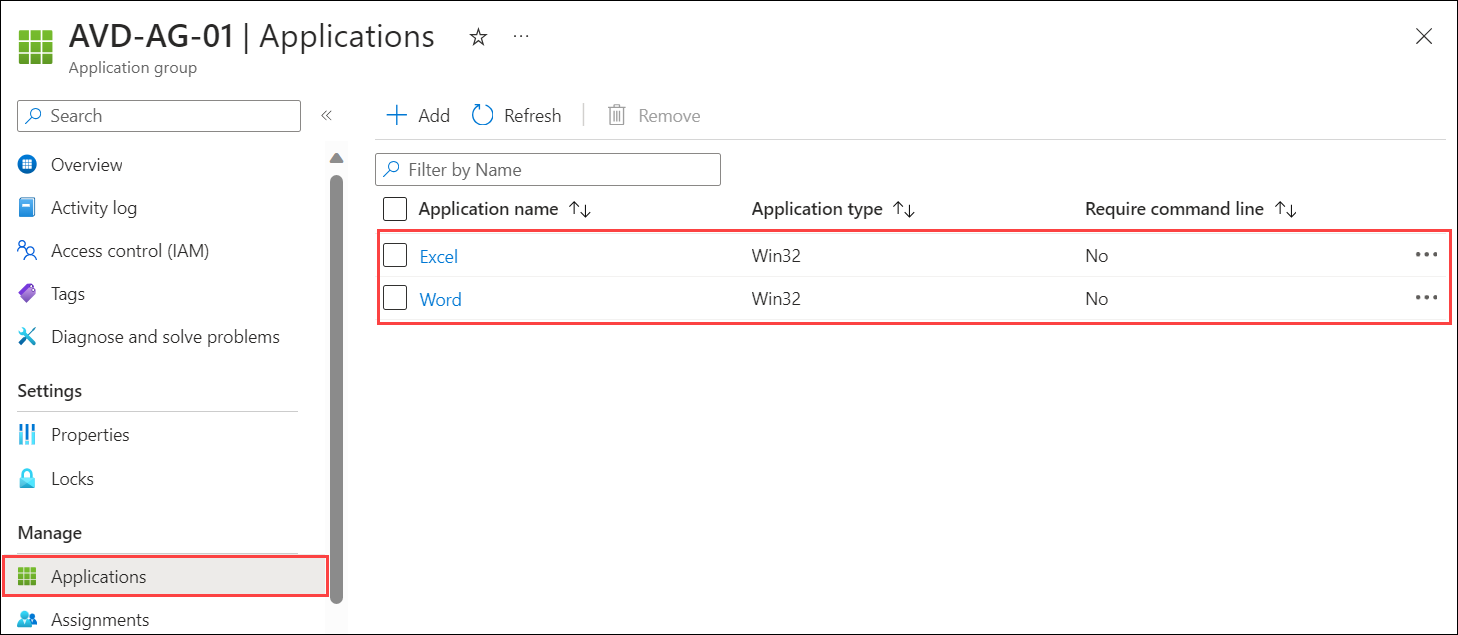 AVD-AG-01 | Applications
Application group
Search
Overview
Activity log
Access control (IAM)
Tags
Diagnose and solve problems
Settings
Properties
Locks
Manage
Applications
Assignments
Add Refresh Remove
Filter by Name
Application name Application type Require command line
Excel Win32 No
Word Win32 No